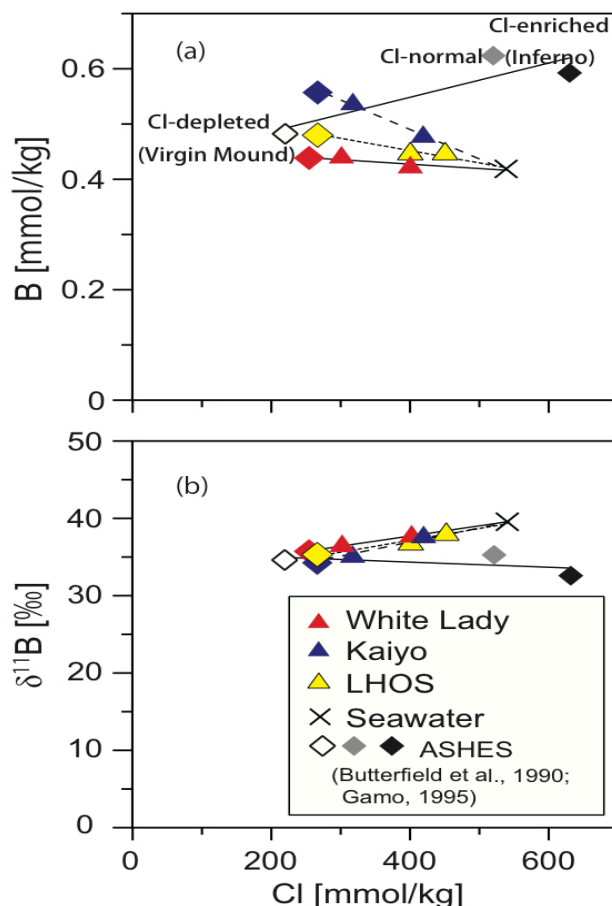 Cl-enriched
(a)
Cl-normal (Inferno)
0.6
Cl-depleted
(Virgin Mound)
0.4
0.2
0
B [mmol/kg]
50
(b)
40
30
20
10
0
δ¹¹B [‰]
White Lady
Kaiyo
LHOS
Seawater
ASHES
(Butterfield et al., 1990;
Gamo, 1995)
0 200 400 600
Cl [mmol/kg]